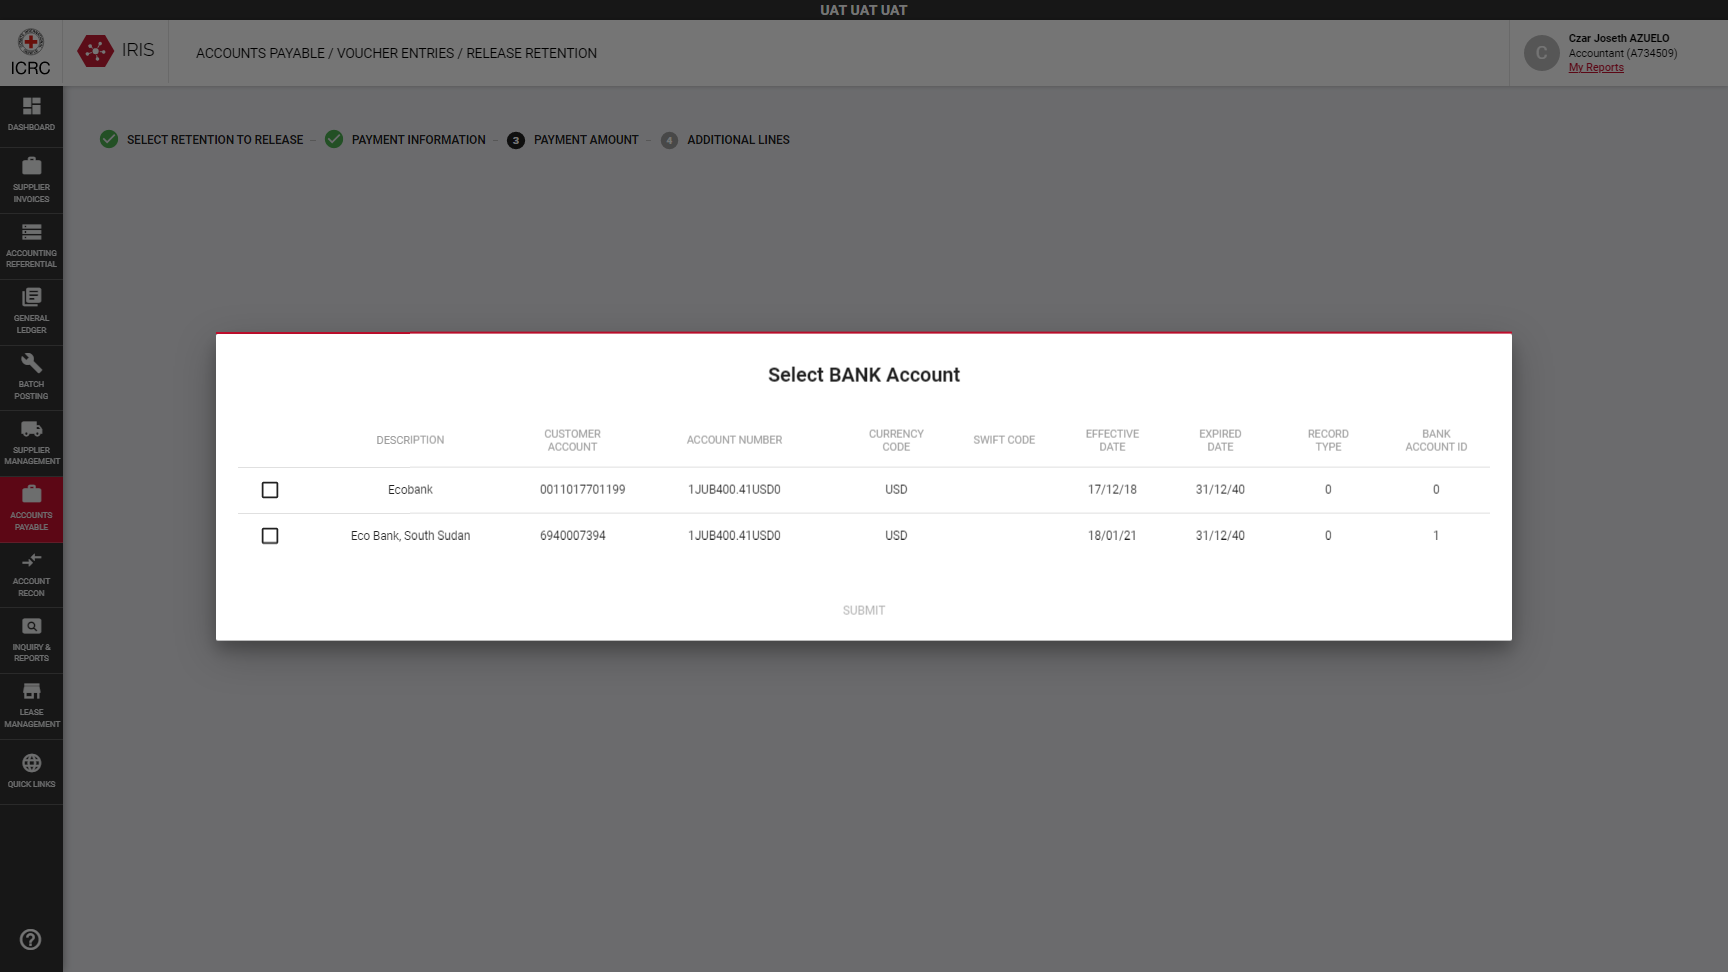 UAT UAT UAT
ICRC
IRIS
ACCOUNTS PAYABLE / VOUCHER ENTRIES / RELEASE RETENTION
C
Czar Joseth AZUELO
Accountant (A734509)
My Reports
DASHBOARD
SUPPLIER
INVOICES
ACCOUNTING
REFERENTIAL
GENERAL
LEDGER
BATCH
POSTING
SUPPLIER
MANAGEMENT
ACCOUNTS
PAYABLE
ACCOUNT
RECON
INQUIRY &
REPORTS
LEASE
MANAGEMENT
QUICK LINKS
SELECT RETENTION TO RELEASE – PAYMENT INFORMATION – 3 PAYMENT AMOUNT – 4 ADDITIONAL LINES
Select BANK Account
DESCRIPTION CUSTOMER ACCOUNT ACCOUNT NUMBER CURRENCY CODE SWIFT CODE EFFECTIVE DATE EXPIRED DATE RECORD TYPE BANK ACCOUNT ID
Ecobank 0011017701199 1JUB400.41USD0 USD 17/12/18 31/12/40 0 0
Eco Bank, South Sudan 6940007394 1JUB400.41USD0 USD 18/01/21 31/12/40 0 1
SUBMIT